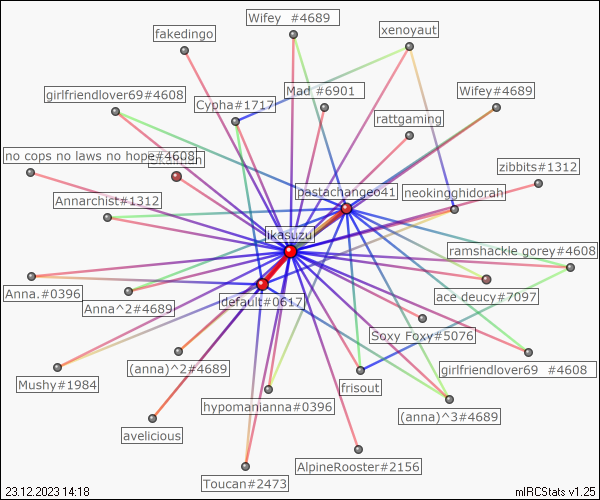 Wifey  #4689
fakedingo
xenoyaut
girlfriendlover69#4608
Cypha#1717
Mad #6901
Wifey#4689
rattgaming
no cops no laws no hope#4608
zibbits#1312
pastachangeo41
neokingghidorah
Annarchist#1312
likasuzu
ramshackle gorey#4608
Anna.#0396
Anna^2#4689
default#0617
ace deucy#7097
Soxy Foxy#5076
(anna)^2#4689
girlfriendlover69  #4608
Mushy#1984
frisout
hypomanianna#0396
(anna)^3#4689
avelicious
AlpineRooster#2156
Toucan#2473
23.12.2023 14:18
mIRCStats v1.25